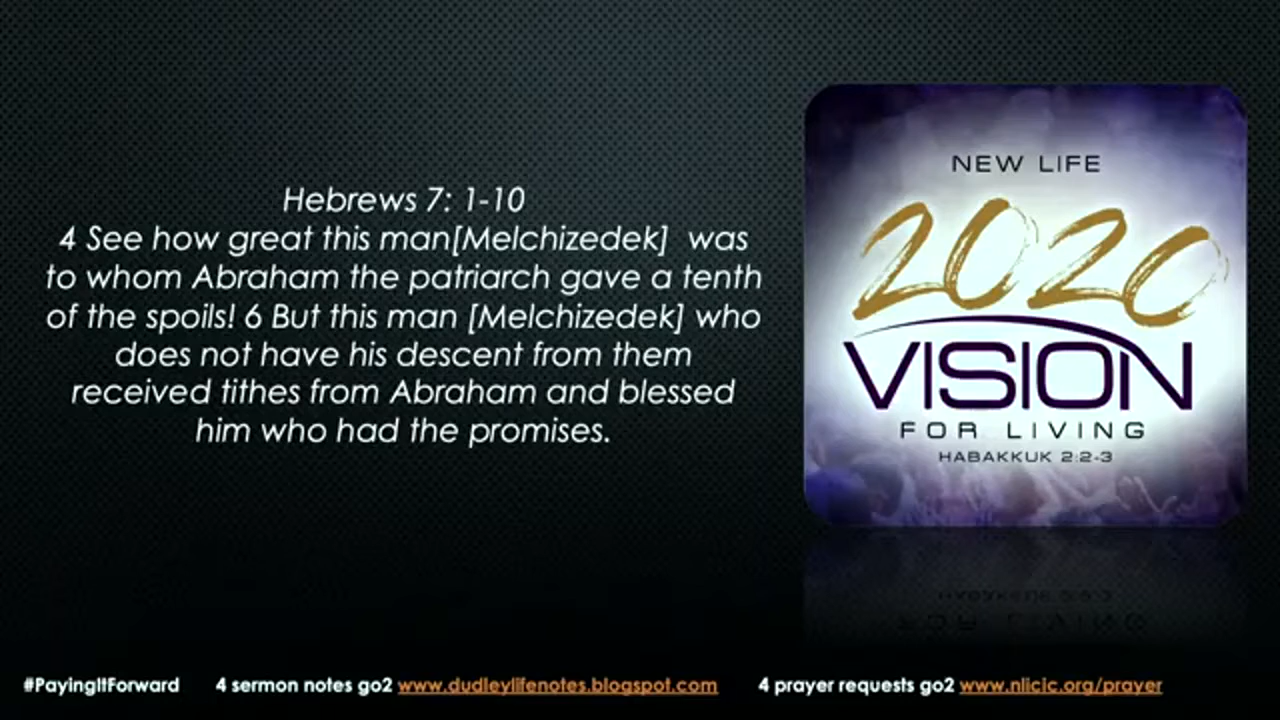 Hebrews 7: 1-10
4 See how great this man[Melchizedek]  was
to whom Abraham the patriarch gave a tenth
of the spoils! 6 But this man [Melchizedek] who
does not have his descent from them
received tithes from Abraham and blessed
him who had the promises.
NEW LIFE
2020
VISION
FOR LIVING
HABAKKUK 2:2-3
#PayingItForward 4 sermon notes go2 www.dudleylifenotes.blogspot.com 4 prayer requests go2 www.nlicic.org/prayer